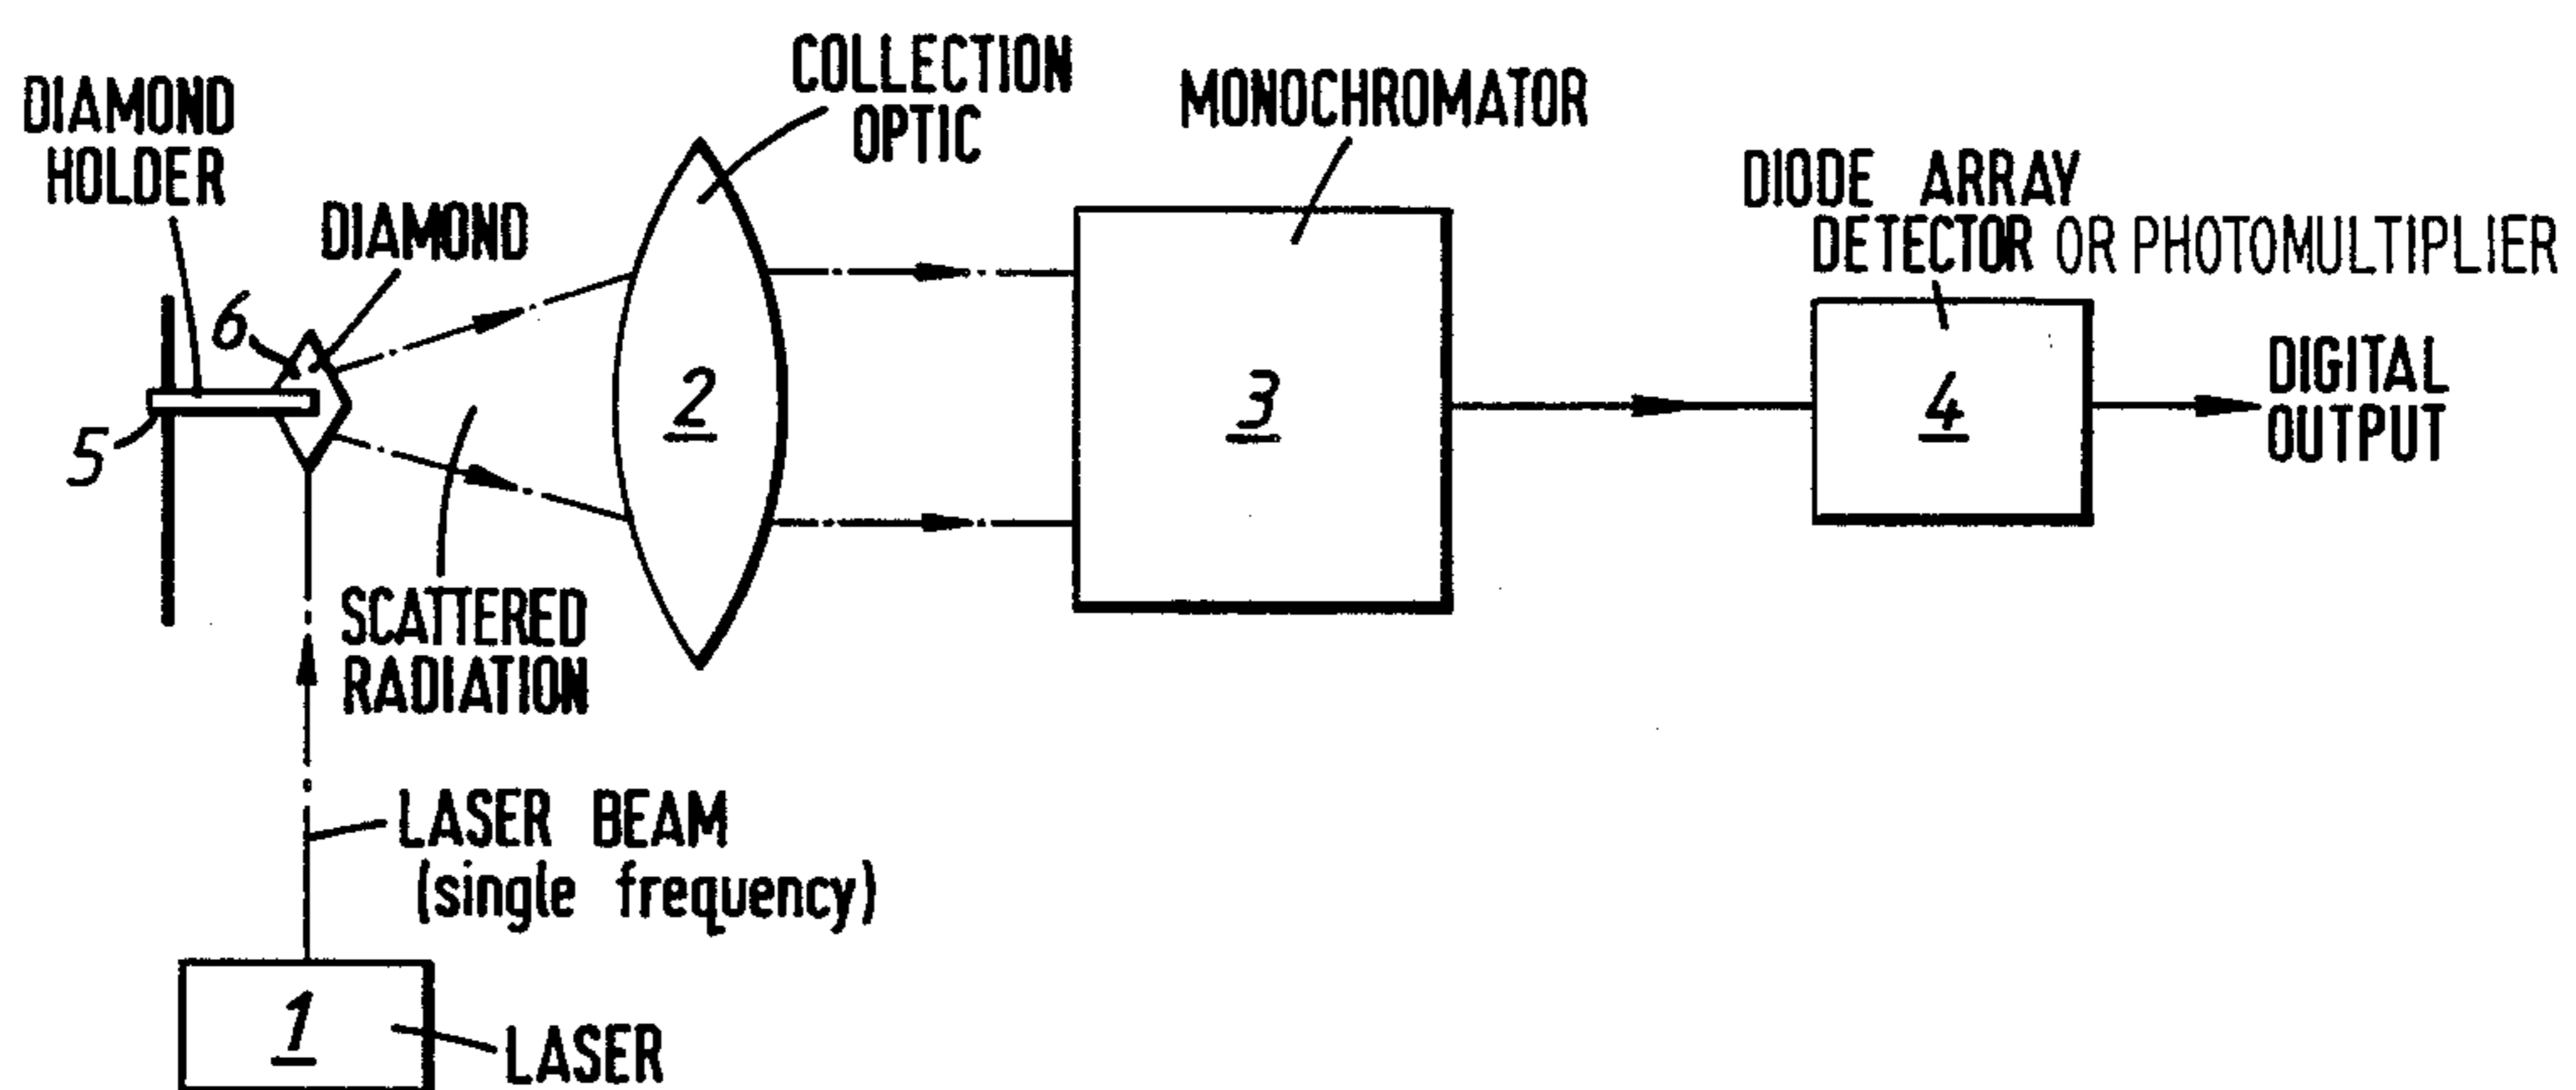 COLLECTION
OPTIC
DIAMOND
HOLDER
MONOCHROMATOR
DIODE ARRAY
DETECTOR OR PHOTOMULTIPLIER
DIAMOND
6
5
2
3
4
DIGITAL
OUTPUT
SCATTERED
RADIATION
LASER BEAM
(single frequency)
1
LASER